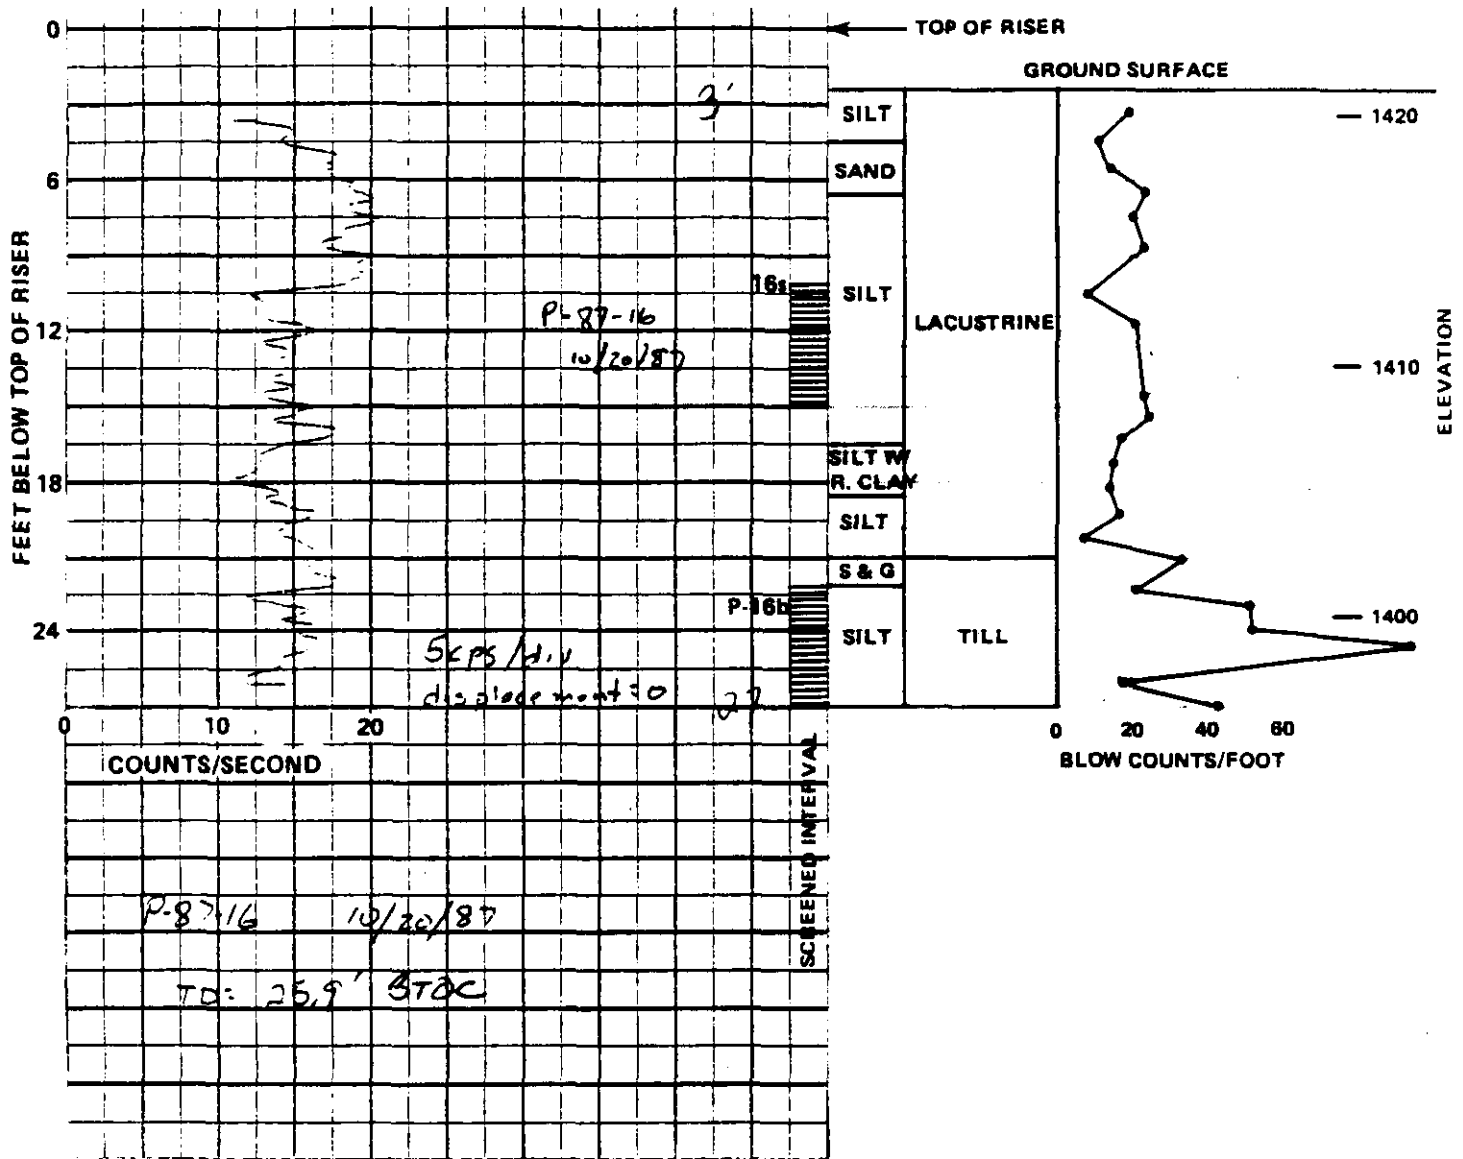 0
TOP OF RISER
GROUND SURFACE
3'
SILT
1420
SAND
6
FEET BELOW TOP OF RISER
16s
SILT
P-87-16
12
LACUSTRINE
10/20/87
1410
ELEVATION
SILT W/
R. CLAY
18
SILT
S & G
P-16b
1400
24
SILT
TILL
5cps/div
displacement = 0
27
0 10 20
0 20 40 60
COUNTS/SECOND
BLOW COUNTS/FOOT
SCREENED INTERVAL
P-87-16 10/20/87
TD: 25.9' BTOC